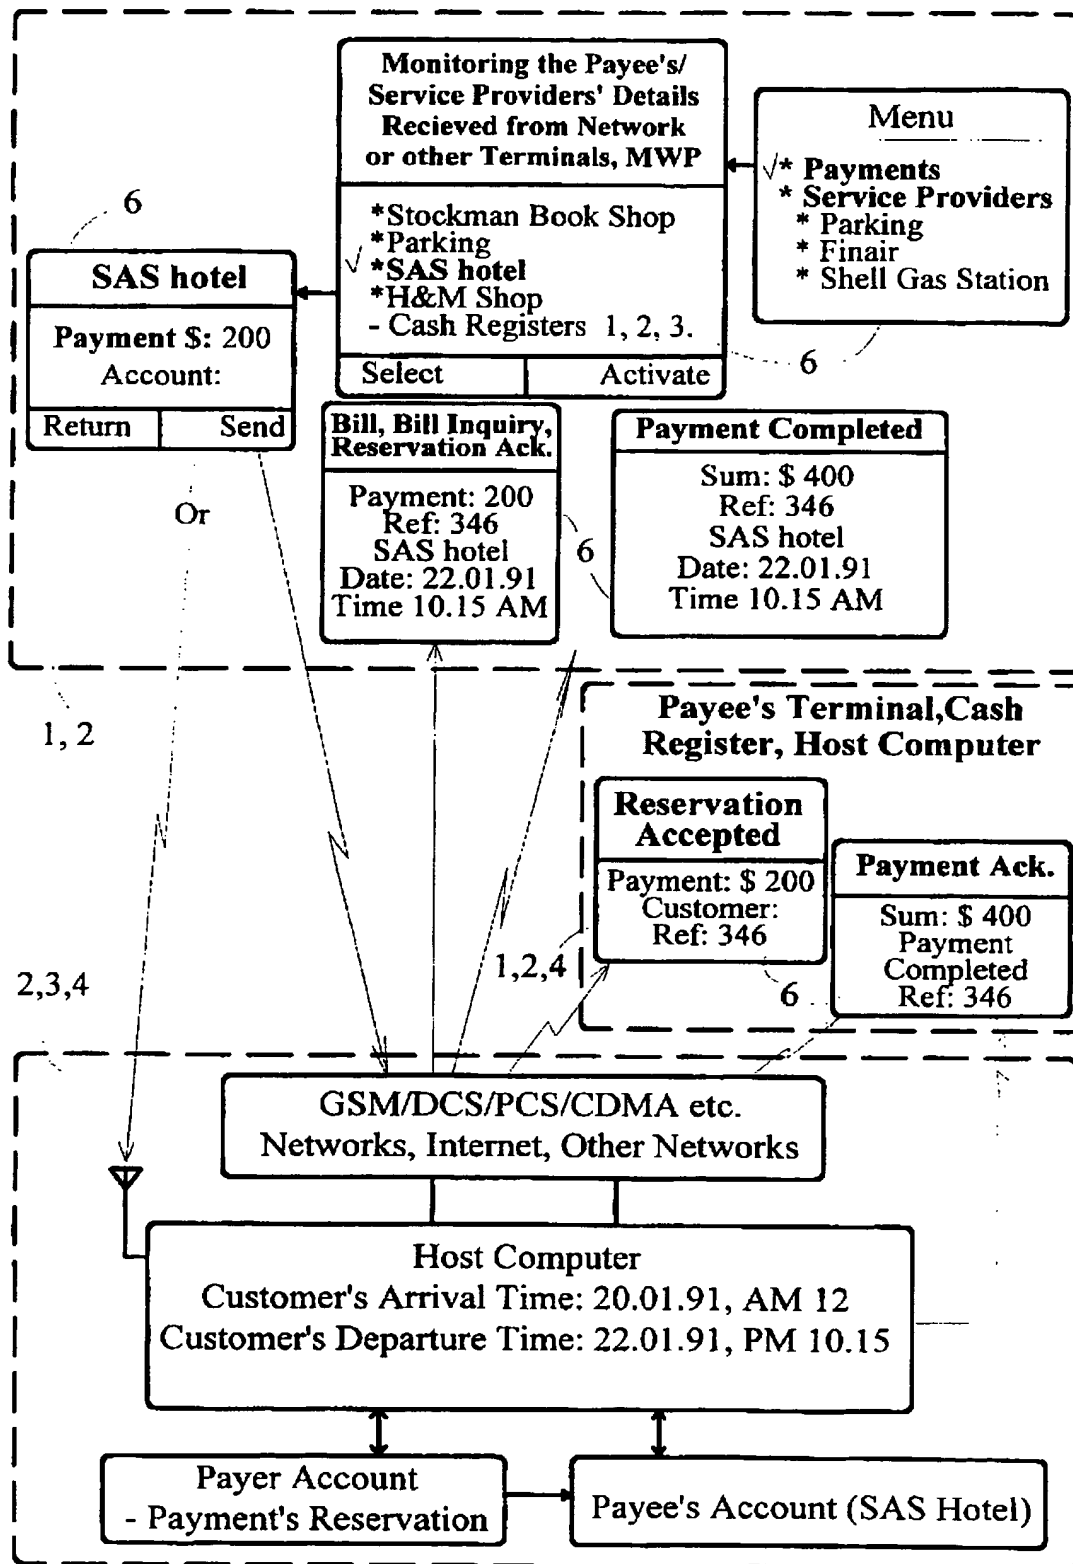 Monitoring the Payee's/
Service Providers' Details
Recieved from Network
or other Terminals, MWP
*Stockman Book Shop
*Parking
√ *SAS hotel
*H&M Shop
- Cash Registers 1, 2, 3.
Select Activate
Menu
√* Payments
* Service Providers
* Parking
* Finair
* Shell Gas Station
6
6
SAS hotel
Payment $: 200
Account:
Return Send
Or
Bill, Bill Inquiry,
Reservation Ack.
Payment: 200
Ref: 346
SAS hotel
Date: 22.01.91
Time 10.15 AM
6
Payment Completed
Sum: $ 400
Ref: 346
SAS hotel
Date: 22.01.91
Time 10.15 AM
1, 2
Payee's Terminal,Cash
Register, Host Computer
Reservation
Accepted
Payment: $ 200
Customer:
Ref: 346
Payment Ack.
Sum: $ 400
Payment
Completed
Ref: 346
1,2,4
6
2,3,4
GSM/DCS/PCS/CDMA etc.
Networks, Internet, Other Networks
Host Computer
Customer's Arrival Time: 20.01.91, AM 12
Customer's Departure Time: 22.01.91, PM 10.15
Payer Account
- Payment's Reservation
Payee's Account (SAS Hotel)